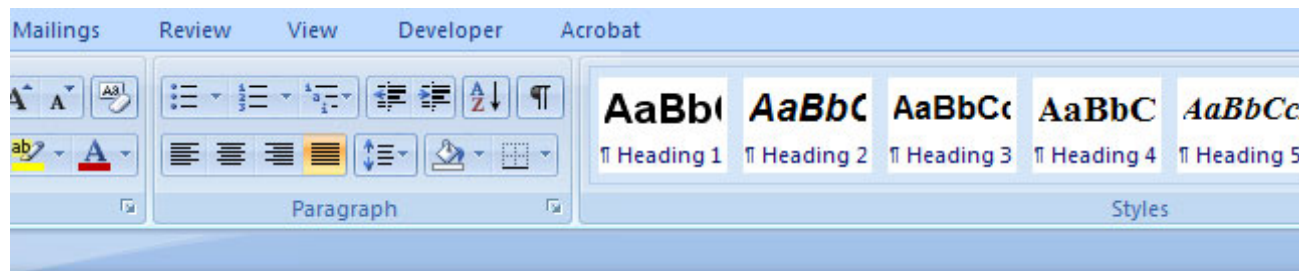 Mailings Review View Developer Acrobat
AaBb AaBbC AaBbCc AaBbC AaBbCc
¶ Heading 1 ¶ Heading 2 ¶ Heading 3 ¶ Heading 4 ¶ Heading 5
Paragraph Styles